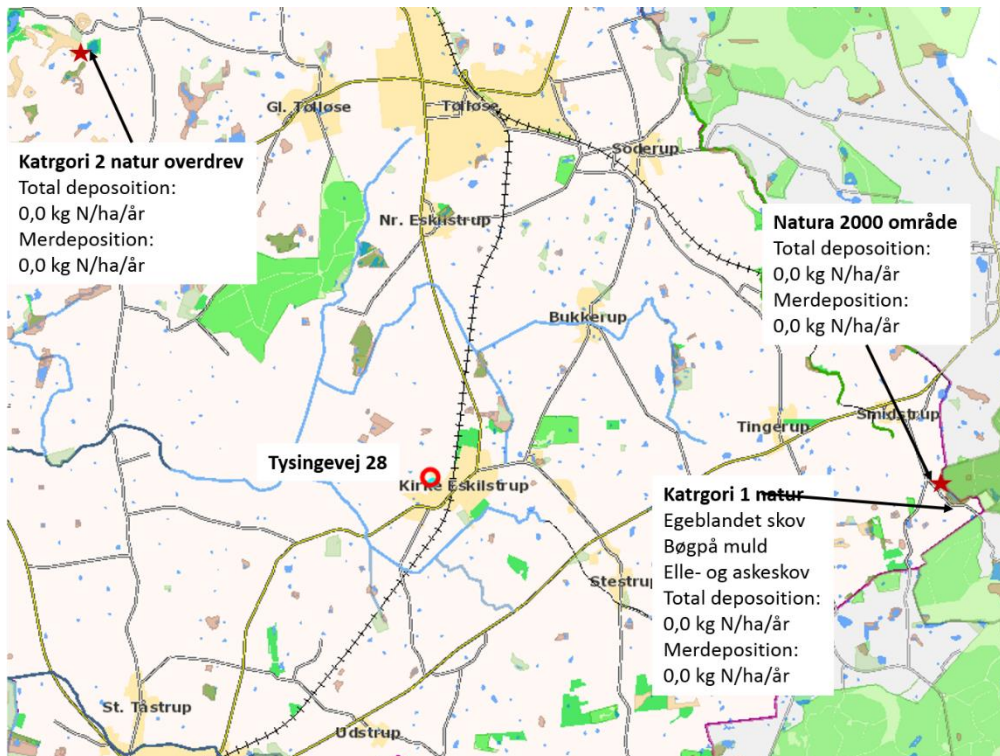 Gl. Tølløse
Tølløse
Søderup
Katrgori 2 natur overdrev
Total deposoition:
0,0 kg N/ha/år
Merdeposition:
0,0 kg N/ha/år
Nr. Eskilstrup
Natura 2000 område
Total deposoition:
0,0 kg N/ha/år
Merdeposition:
0,0 kg N/ha/år
Bukkerup
Smidstrup
Tingerup
Tysingevej 28
Kirke Eskilstrup
Katrgori 1 natur
Egeblandet skov
Bøgpå muld
Elle- og askeskov
Total deposoition:
0,0 kg N/ha/år
Merdeposition:
0,0 kg N/ha/år
Stestrup
St. Tåstrup
Udstrup